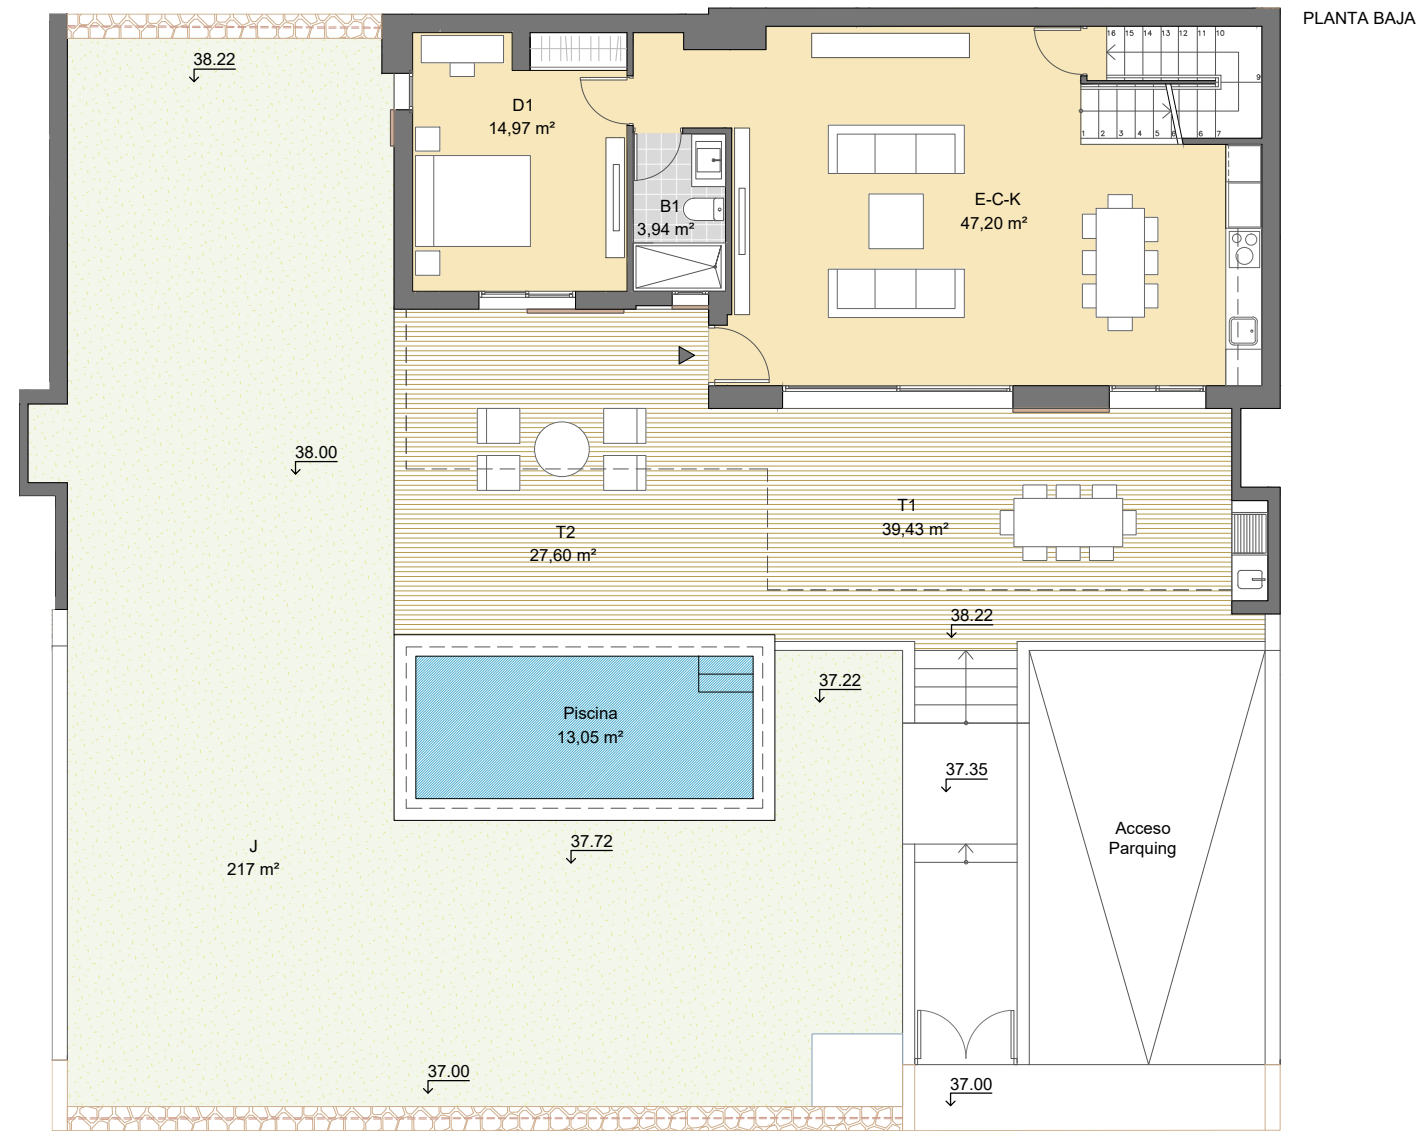 PLANTA BAJA
16 15 14 13 12 11 10
9
1 2 3 4 5 6 6 7
38.22
D1
14,97 m²
B1
3,94 m²
E-C-K
47,20 m²
38.00
T1
39,43 m²
T2
27,60 m²
38.22
37.22
Piscina
13,05 m²
37.35
37.72
Acceso
Parquing
J
217 m²
37.00
37.00